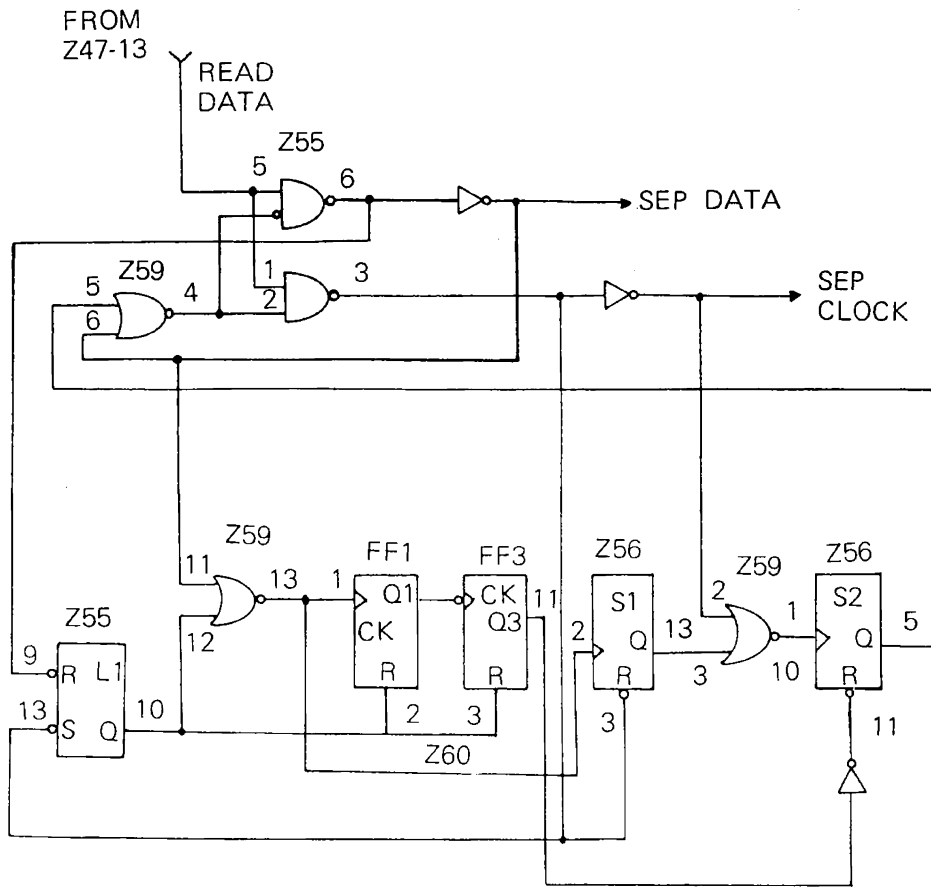 FROM
Z47-13
READ
DATA
Z55
5
6
SEP DATA
Z59
5
4
6
1
2
3
SEP
CLOCK
Z59
11
13
12
FF1
1
Q1
CK
R
2
FF3
CK
11
Q3
R
3
Z60
Z56
S1
2
Q
13
R
3
Z59
2
1
3
10
Z56
S2
Q
5
R
11
Z55
9
R
L1
13
S
Q
10